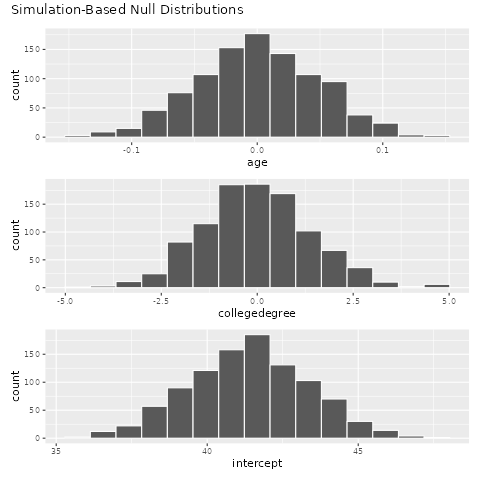 Simulation-Based Null Distributions
150
100
50
0
count
-0.1 0.0 0.1
age
150
100
50
0
count
-5.0 -2.5 0.0 2.5 5.0
collegedegree
150
100
50
0
count
35 40 45
intercept